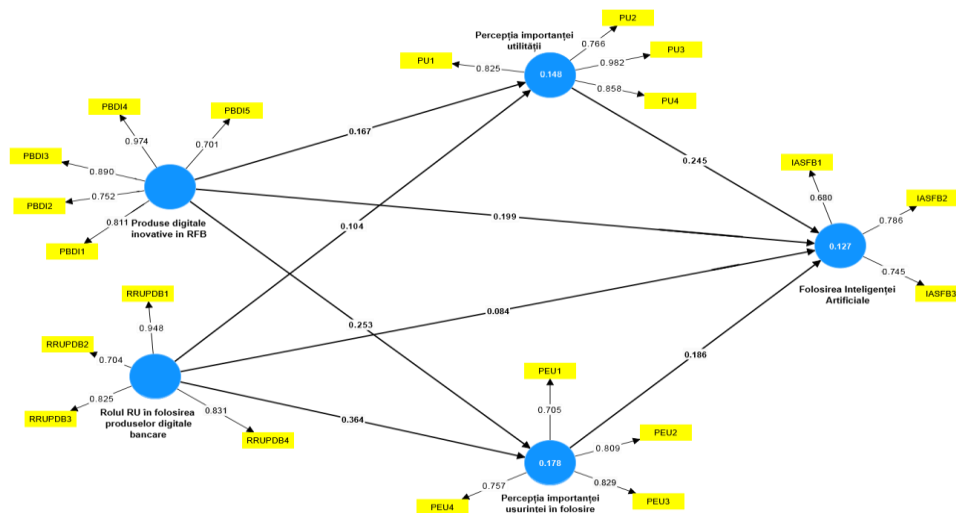 Percepția importanței
utilității
PU1
PU2
PU3
PU4
0.825
0.766
0.982
0.858
0.148
PBDI4
PBDI5
PBDI3
PBDI2
PBDI1
0.974
0.701
0.890
0.752
0.811
Produse digitale
inovative in RFB
0.167
0.104
0.245
0.199
0.084
0.253
0.364
0.186
IASFB1
IASFB2
IASFB3
0.680
0.786
0.745
0.127
Folosirea Inteligenței
Artificiale
RRUPDB1
RRUPDB2
RRUPDB3
RRUPDB4
0.948
0.704
0.825
0.831
Rolul RU în folosirea
produselor digitale
bancare
PEU1
PEU2
PEU3
PEU4
0.705
0.809
0.829
0.757
0.178
Percepția importanței
ușurinței în folosire